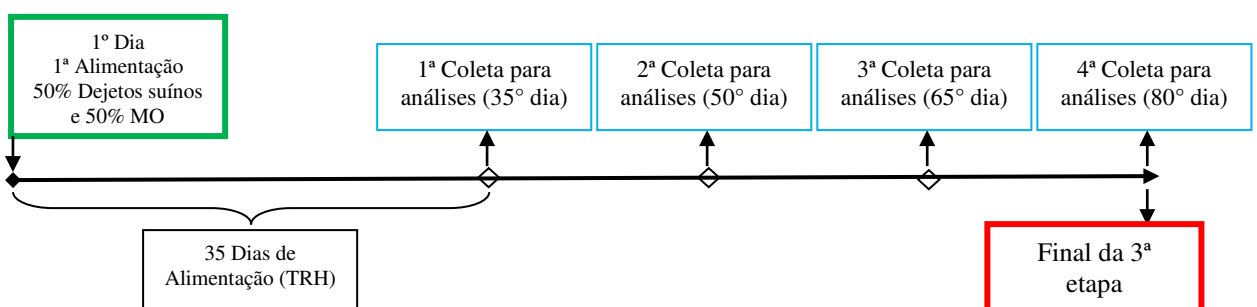 1º Dia
1ª Alimentação
50% Dejetos suínos
e 50% MO
1ª Coleta para
análises (35° dia)
2ª Coleta para
análises (50° dia)
3ª Coleta para
análises (65° dia)
4ª Coleta para
análises (80° dia)
35 Dias de
Alimentação (TRH)
Final da 3ª
etapa